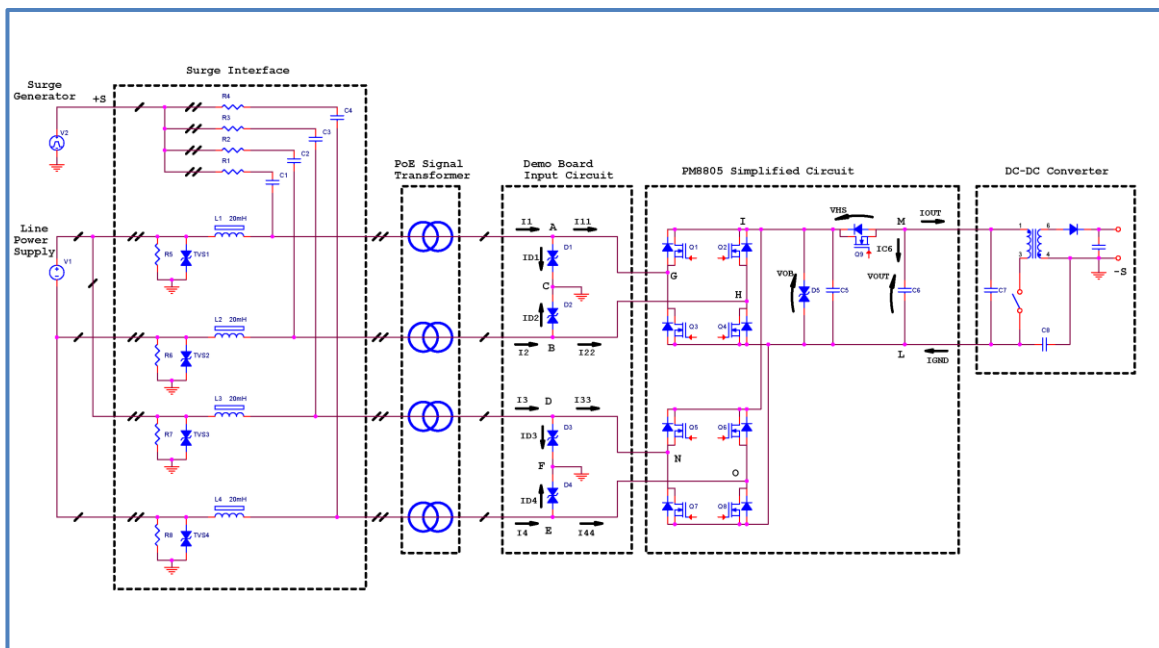 Surge Interface
Surge
Generator
+S
V2
R4
R3
R2
R1
C4
C3
C2
C1
Line
Power
Supply
V1
L1 20mH
R5
TVS1
L2 20mH
R6
TVS2
L3 20mH
R7
TVS3
L4 20mH
R8
TVS4
PoE Signal
Transformer
Demo Board
Input Circuit
I1
A
I11
D1
ID1
C
D2
ID2
I2
B
I22
I3
D
I33
D3
ID3
F
D4
ID4
I4
E
I44
PM8805 Simplified Circuit
I
Q1
Q2
G
H
Q3
Q4
Q5
Q6
N
O
Q7
Q8
VOB
D5
C5
VHS
Q9
M
IOUT
IC6
VOUT
C6
L
IGND
DC-DC Converter
1
6
3
4
-S
C7
C8